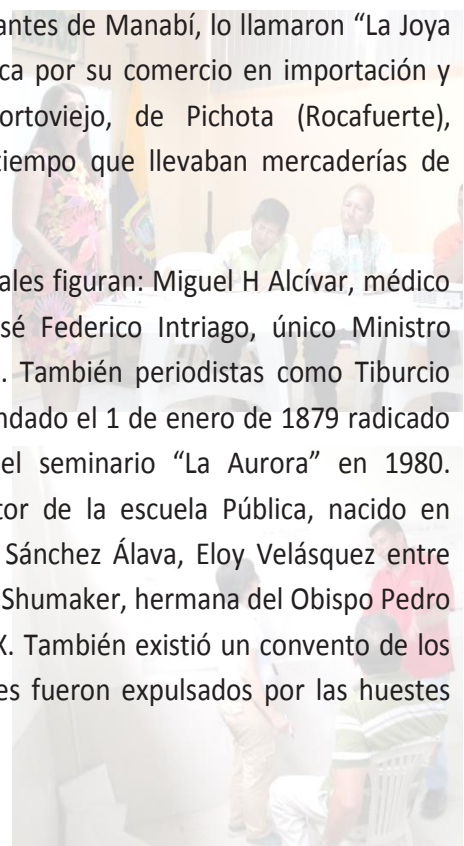 antes de Manabí, lo llamaron “La Joya
ca por su comercio en importación y
ortoviejo, de Pichota (Rocafuerte),
tiempo que llevaban mercaderías de
ales figuran: Miguel H Alcívar, médico
sé Federico Intriago, único Ministro
. También periodistas como Tiburcio
ndado el 1 de enero de 1879 radicado
el seminario “La Aurora” en 1980.
tor de la escuela Pública, nacido en
Sánchez Álava, Eloy Velásquez entre
Shumaker, hermana del Obispo Pedro
X. También existió un convento de los
es fueron expulsados por las huestes